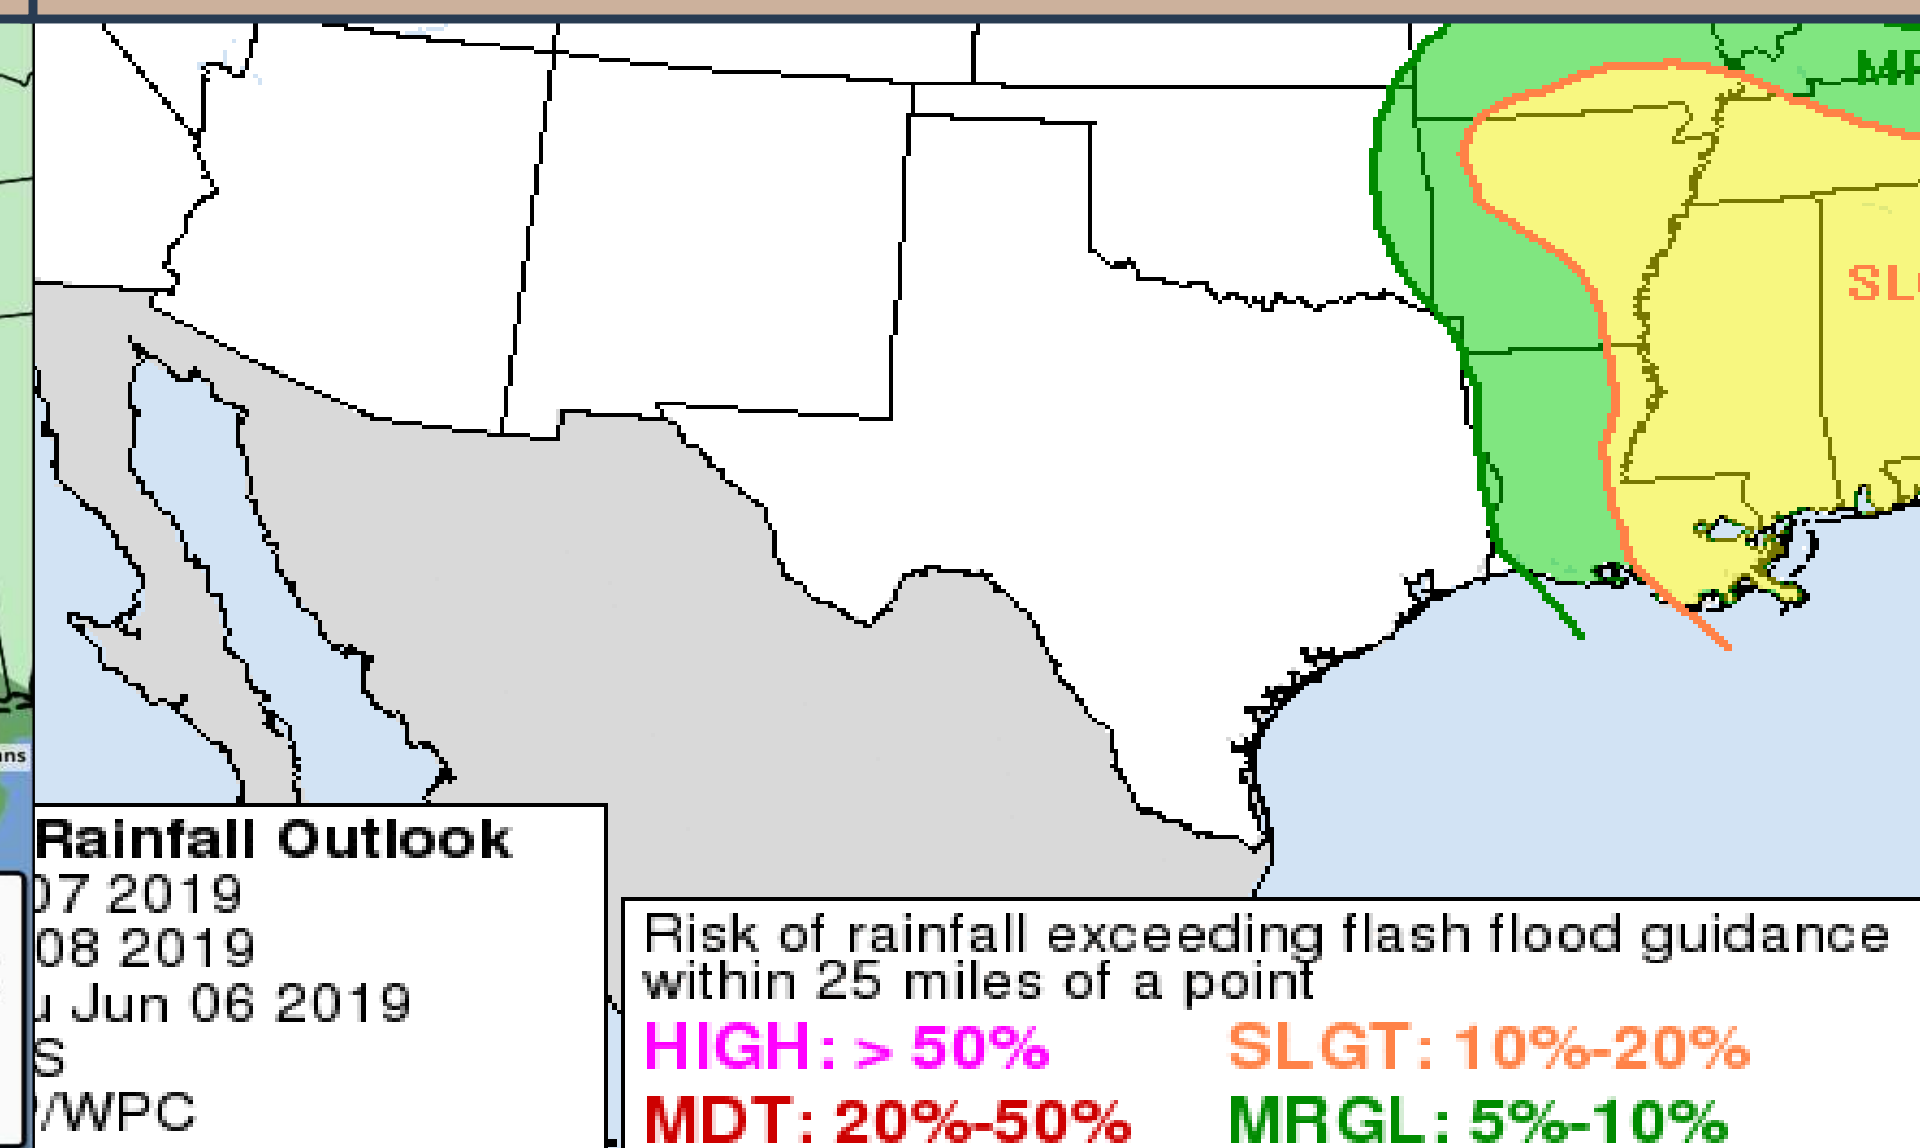 Rainfall Outlook
07 2019
08 2019
Jun 06 2019
S
/WPC
Risk of rainfall exceeding flash flood guidance
within 25 miles of a point
HIGH: > 50%
SLGT: 10%-20%
MDT: 20%-50%
MRGL: 5%-10%